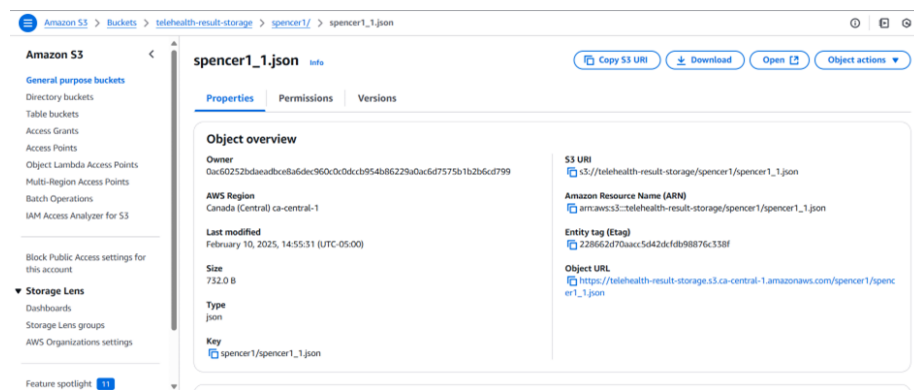 Amazon S3 > Buckets > telehealth-result-storage > spencer1/ > spencer1_1.json
Amazon S3
General purpose buckets
Directory buckets
Table buckets
Access Grants
Access Points
Object Lambda Access Points
Multi-Region Access Points
Batch Operations
IAM Access Analyzer for S3
Block Public Access settings for
this account
Storage Lens
Dashboards
Storage Lens groups
AWS Organizations settings
Feature spotlight 11
spencer1_1.json Info
Copy S3 URI Download Open Object actions
Properties Permissions Versions
Object overview
Owner
0ac60252bdaeadbce8a6dec960c0c0dccb954b86229a0ac6d7575b1b2b6cd799
AWS Region
Canada (Central) ca-central-1
Last modified
February 10, 2025, 14:55:31 (UTC-05:00)
Size
732.0 B
Type
json
Key
spencer1/spencer1_1.json
S3 URI
s3://telehealth-result-storage/spencer1/spencer1_1.json
Amazon Resource Name (ARN)
arn:aws:s3:::telehealth-result-storage/spencer1/spencer1_1.json
Entity tag (Etag)
228662d70aacc5d42dcfdb98876c338f
Object URL
https://telehealth-result-storage.s3.ca-central-1.amazonaws.com/spencer1/spenc
er1_1.json